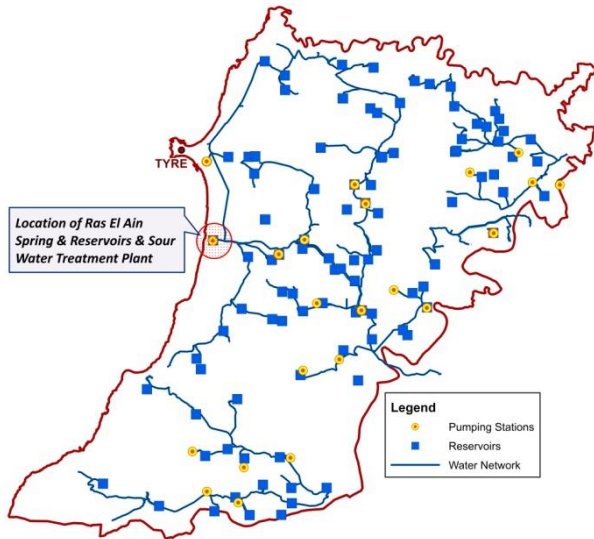 TYRE
Location of Ras El Ain
Spring & Reservoirs & Sour
Water Treatment Plant
Legend
Pumping Stations
Reservoirs
Water Network